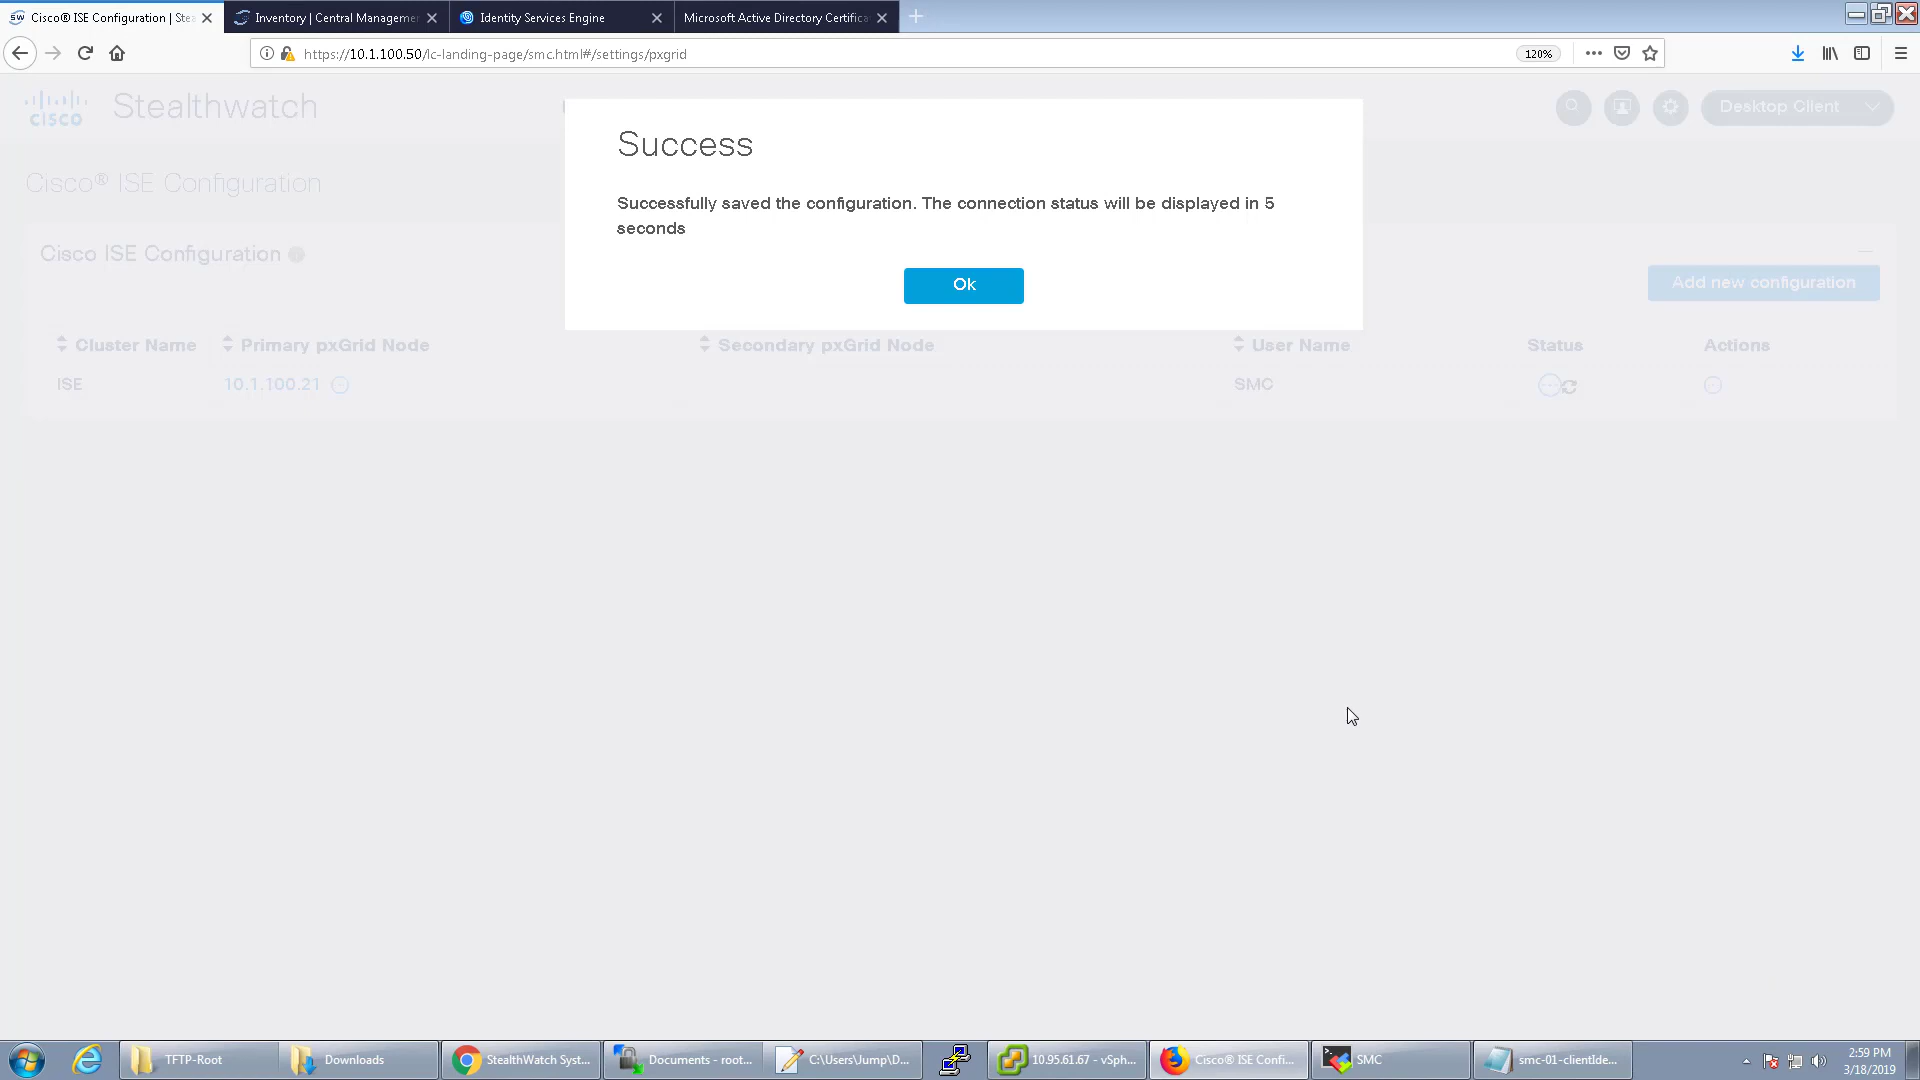 Cisco® ISE Configuration | Stea
Inventory | Central Managemen
Identity Services Engine
Microsoft Active Directory Certifica
https://10.1.100.50/lc-landing-page/smc.html#/settings/pxgrid
120%
CISCO
Stealthwatch
Desktop Client
Success
Successfully saved the configuration. The connection status will be displayed in 5
seconds
Ok
Cisco® ISE Configuration
Cisco ISE Configuration
Add new configuration
Cluster Name
Primary pxGrid Node
Secondary pxGrid Node
User Name
Status
Actions
ISE
10.1.100.21
SMC
TFTP-Root
Downloads
StealthWatch Syst...
Documents - root...
C:\Users\Jump\D...
10.95.61.67 - vSph...
Cisco® ISE Confi...
SMC
smc-01-clientIde...
2:59 PM
3/18/2019